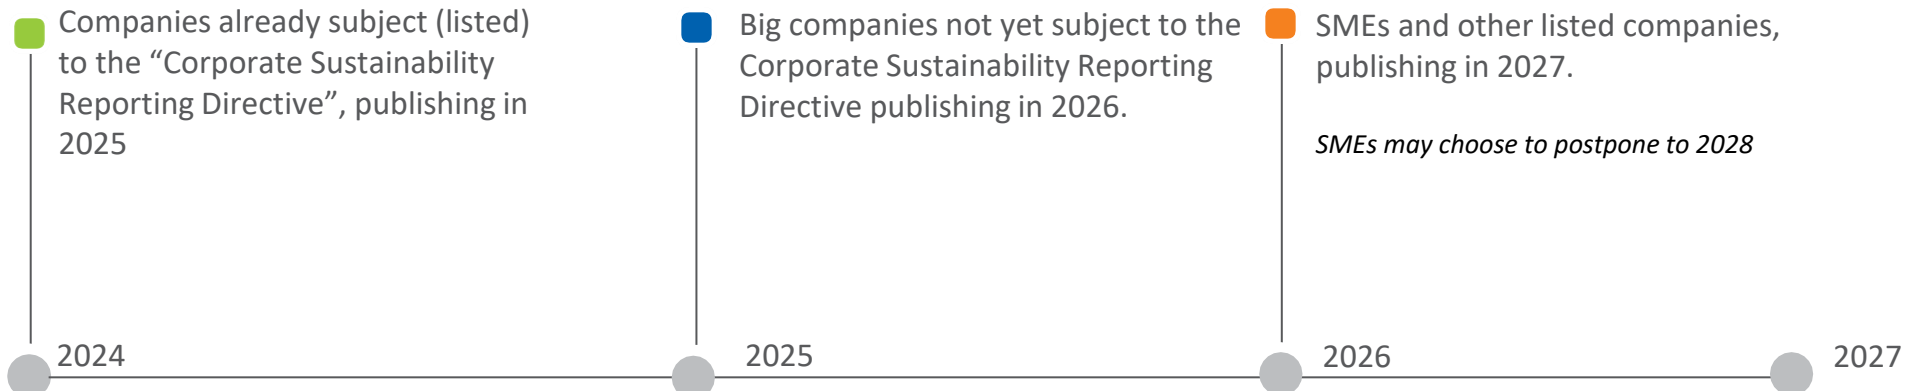 Companies already subject (listed)
to the “Corporate Sustainability
Reporting Directive”, publishing in
2025
Big companies not yet subject to the
Corporate Sustainability Reporting
Directive publishing in 2026.
SMEs and other listed companies,
publishing in 2027.
SMEs may choose to postpone to 2028
2024
2025
2026
2027